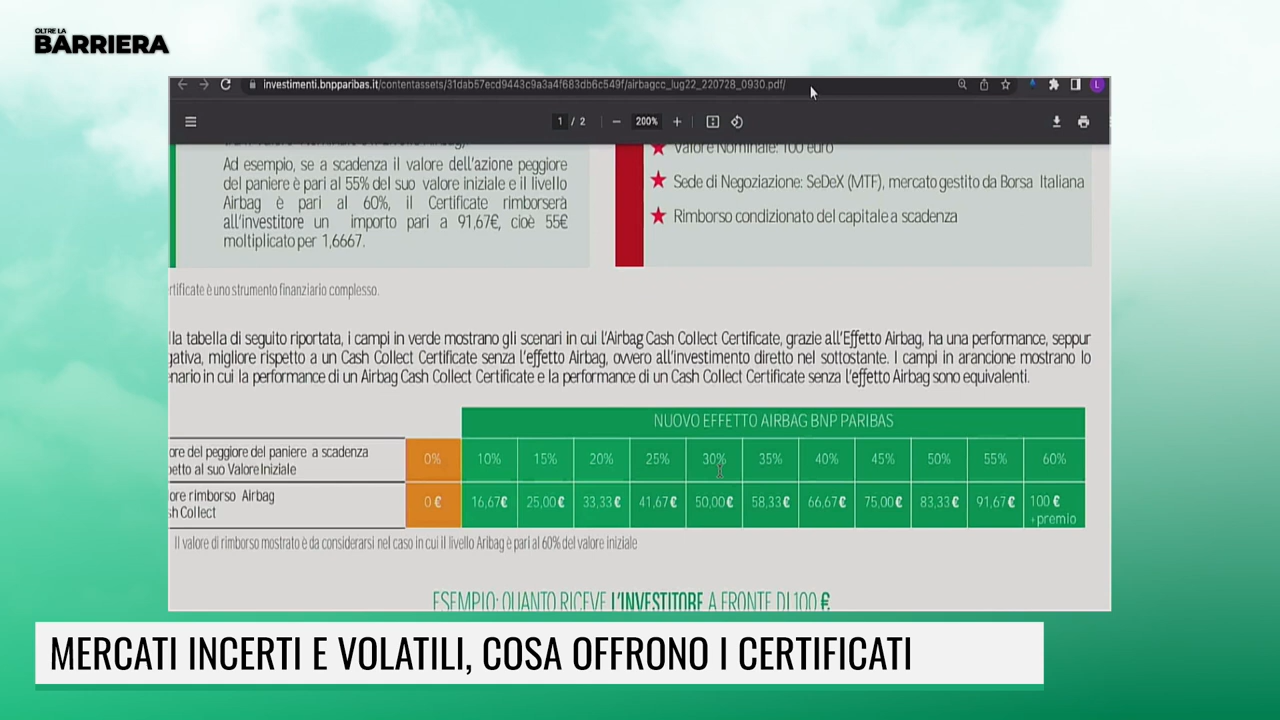 OLTRE LA
BARRIERA
investimenti.bnpparibas.it/contentassets/31dab57ecd9443c9a3a4f683db6c549f/airbagcc_lug22_220728_0930.pdf/
L
1 / 2
200%
Ad esempio, se a scadenza il valore dell'azione peggiore
del paniere è pari al 55% del suo valore iniziale e il livello
Airbag è pari al 60%, il Certificate rimborserà
all'investitore un importo pari a 91,67€, cioè 55€
moltiplicato per 1,6667.
Valore Nominale: 100 euro
Sede di Negoziazione: SeDeX (MTF), mercato gestito da Borsa Italiana
Rimborso condizionato del capitale a scadenza
rtificate è uno strumento finanziario complesso.
lla tabella di seguito riportata, i campi in verde mostrano gli scenari in cui l'Airbag Cash Collect Certificate, grazie all'Effetto Airbag, ha una performance, seppur
gativa, migliore rispetto a un Cash Collect Certificate senza l'effetto Airbag, ovvero all'investimento diretto nel sottostante. I campi in arancione mostrano lo
nario in cui la performance di un Airbag Cash Collect Certificate e la performance di un Cash Collect Certificate senza l'effetto Airbag sono equivalenti.
NUOVO EFFETTO AIRBAG BNP PARIBAS
ore del peggiore del paniere a scadenza
petto al suo Valore Iniziale
0% 10% 15% 20% 25% 30% 35% 40% 45% 50% 55% 60%
ore rimborso Airbag
sh Collect
0 € 16,67€ 25,00€ 33,33€ 41,67€ 50,00€ 58,33€ 66,67€ 75,00€ 83,33€ 91,67€ 100 €
+premio
Il valore di rimborso mostrato è da considerarsi nel caso in cui il livello Aribag è pari al 60% del valore iniziale
ESEMPIO: QUANTO RICEVE L'INVESTITORE A FRONTE DI 100 €
MERCATI INCERTI E VOLATILI, COSA OFFRONO I CERTIFICATI